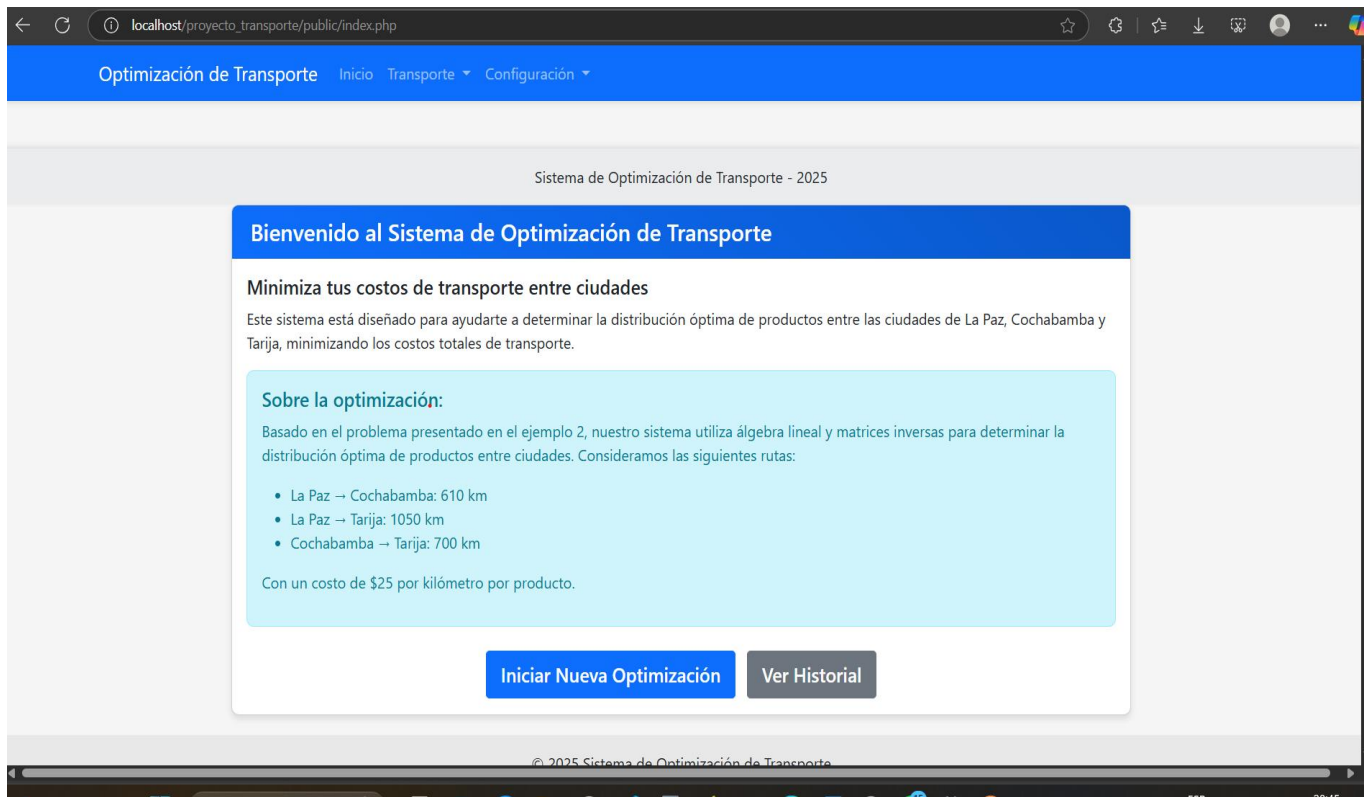 localhost/proyecto_transporte/public/index.php
Optimización de Transporte Inicio Transporte Configuración
Sistema de Optimización de Transporte - 2025
Bienvenido al Sistema de Optimización de Transporte
Minimiza tus costos de transporte entre ciudades
Este sistema está diseñado para ayudarte a determinar la distribución óptima de productos entre las ciudades de La Paz, Cochabamba y
Tarija, minimizando los costos totales de transporte.
Sobre la optimización:
Basado en el problema presentado en el ejemplo 2, nuestro sistema utiliza álgebra lineal y matrices inversas para determinar la
distribución óptima de productos entre ciudades. Consideramos las siguientes rutas:
• La Paz → Cochabamba: 610 km
• La Paz → Tarija: 1050 km
• Cochabamba → Tarija: 700 km
Con un costo de $25 por kilómetro por producto.
Iniciar Nueva Optimización Ver Historial
© 2025 Sistema de Optimización de Transporte